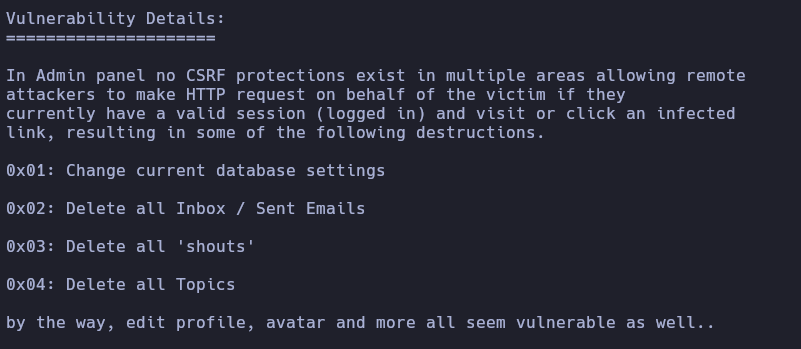 Vulnerability Details:
=====================
In Admin panel no CSRF protections exist in multiple areas allowing remote
attackers to make HTTP request on behalf of the victim if they
currently have a valid session (logged in) and visit or click an infected
link, resulting in some of the following destructions.
0x01: Change current database settings
0x02: Delete all Inbox / Sent Emails
0x03: Delete all 'shouts'
0x04: Delete all Topics
by the way, edit profile, avatar and more all seem vulnerable as well..